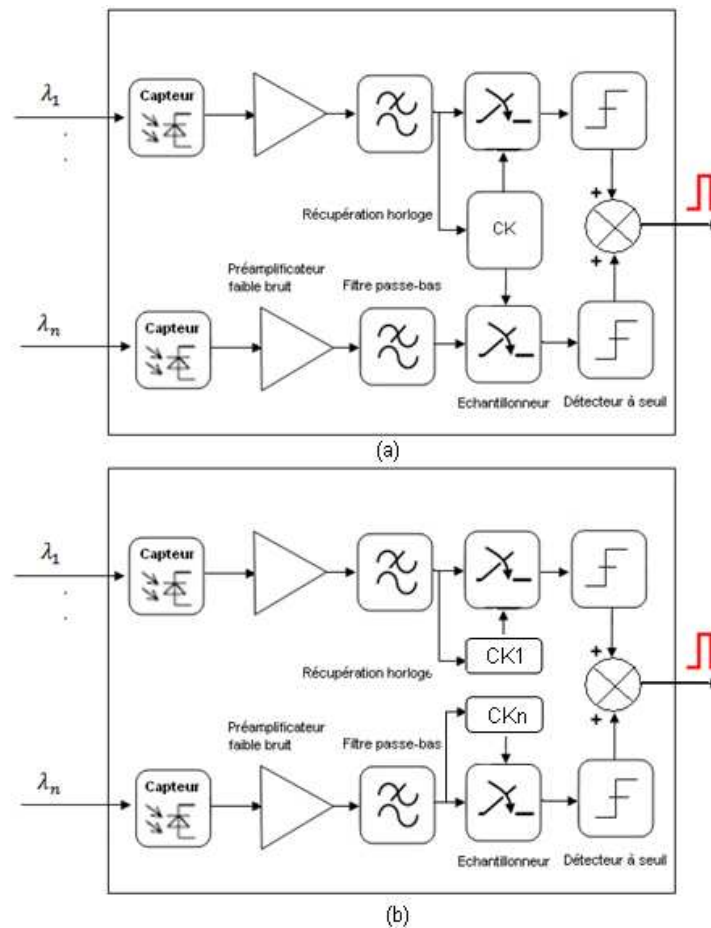 Capteur
λ1
Récupération horloge
CK
Préamplificateur
faible bruit
Filtre passe-bas
+
+
λn
Capteur
Echantillonneur
Détecteur à seuil
(a)
Capteur
λ1
CK1
Récupération horloge
+
CKn
Préamplificateur
faible bruit
Filtre passe-bas
+
λn
Capteur
Echantillonneur
Détecteur à seuil
(b)